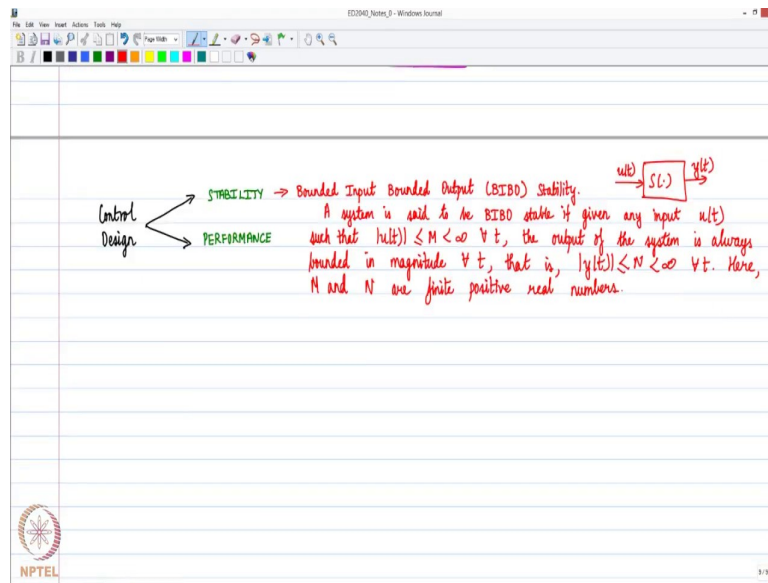 ED2040_Notes_0 - Windows Journal
File Edit View Insert Actions Tools Help
Page Width
B I
u(t) S(.) y(t)
STABILITY → Bounded Input Bounded Output (BIBO) Stability.
Control Design
PERFORMANCE
A system is said to be BIBO stable if given any input u(t)
such that |u(t)| ≤ M < ∞ ∀ t, the output of the system is always
bounded in magnitude ∀ t, that is, |y(t)| ≤ N < ∞ ∀ t. Here,
M and N are finite positive real numbers.
NPTEL
9/9